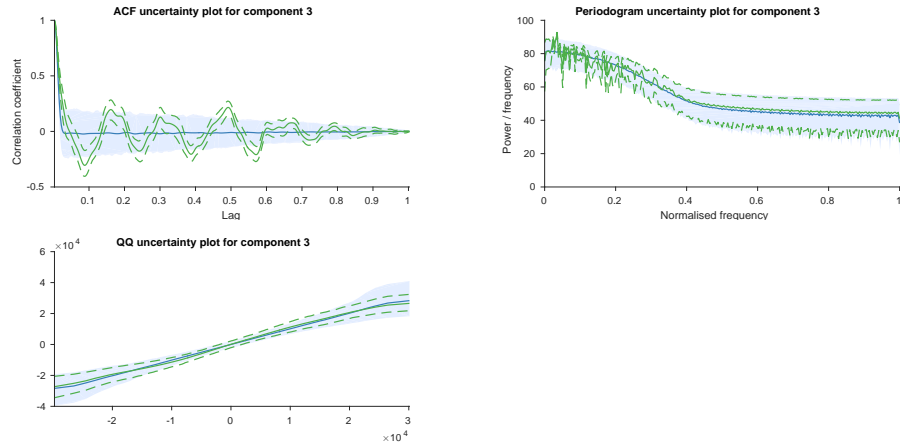 ACF uncertainty plot for component 3
1
0.5
0
-0.5
Correlation coefficient
0.1 0.2 0.3 0.4 0.5 0.6 0.7 0.8 0.9 1
Lag
Periodogram uncertainty plot for component 3
100
80
60
40
20
0
Power / frequency
0 0.2 0.4 0.6 0.8 1
Normalised frequency
QQ uncertainty plot for component 3
×10^4
6
4
2
0
-2
-4
-2 -1 0 1 2 3
×10^4